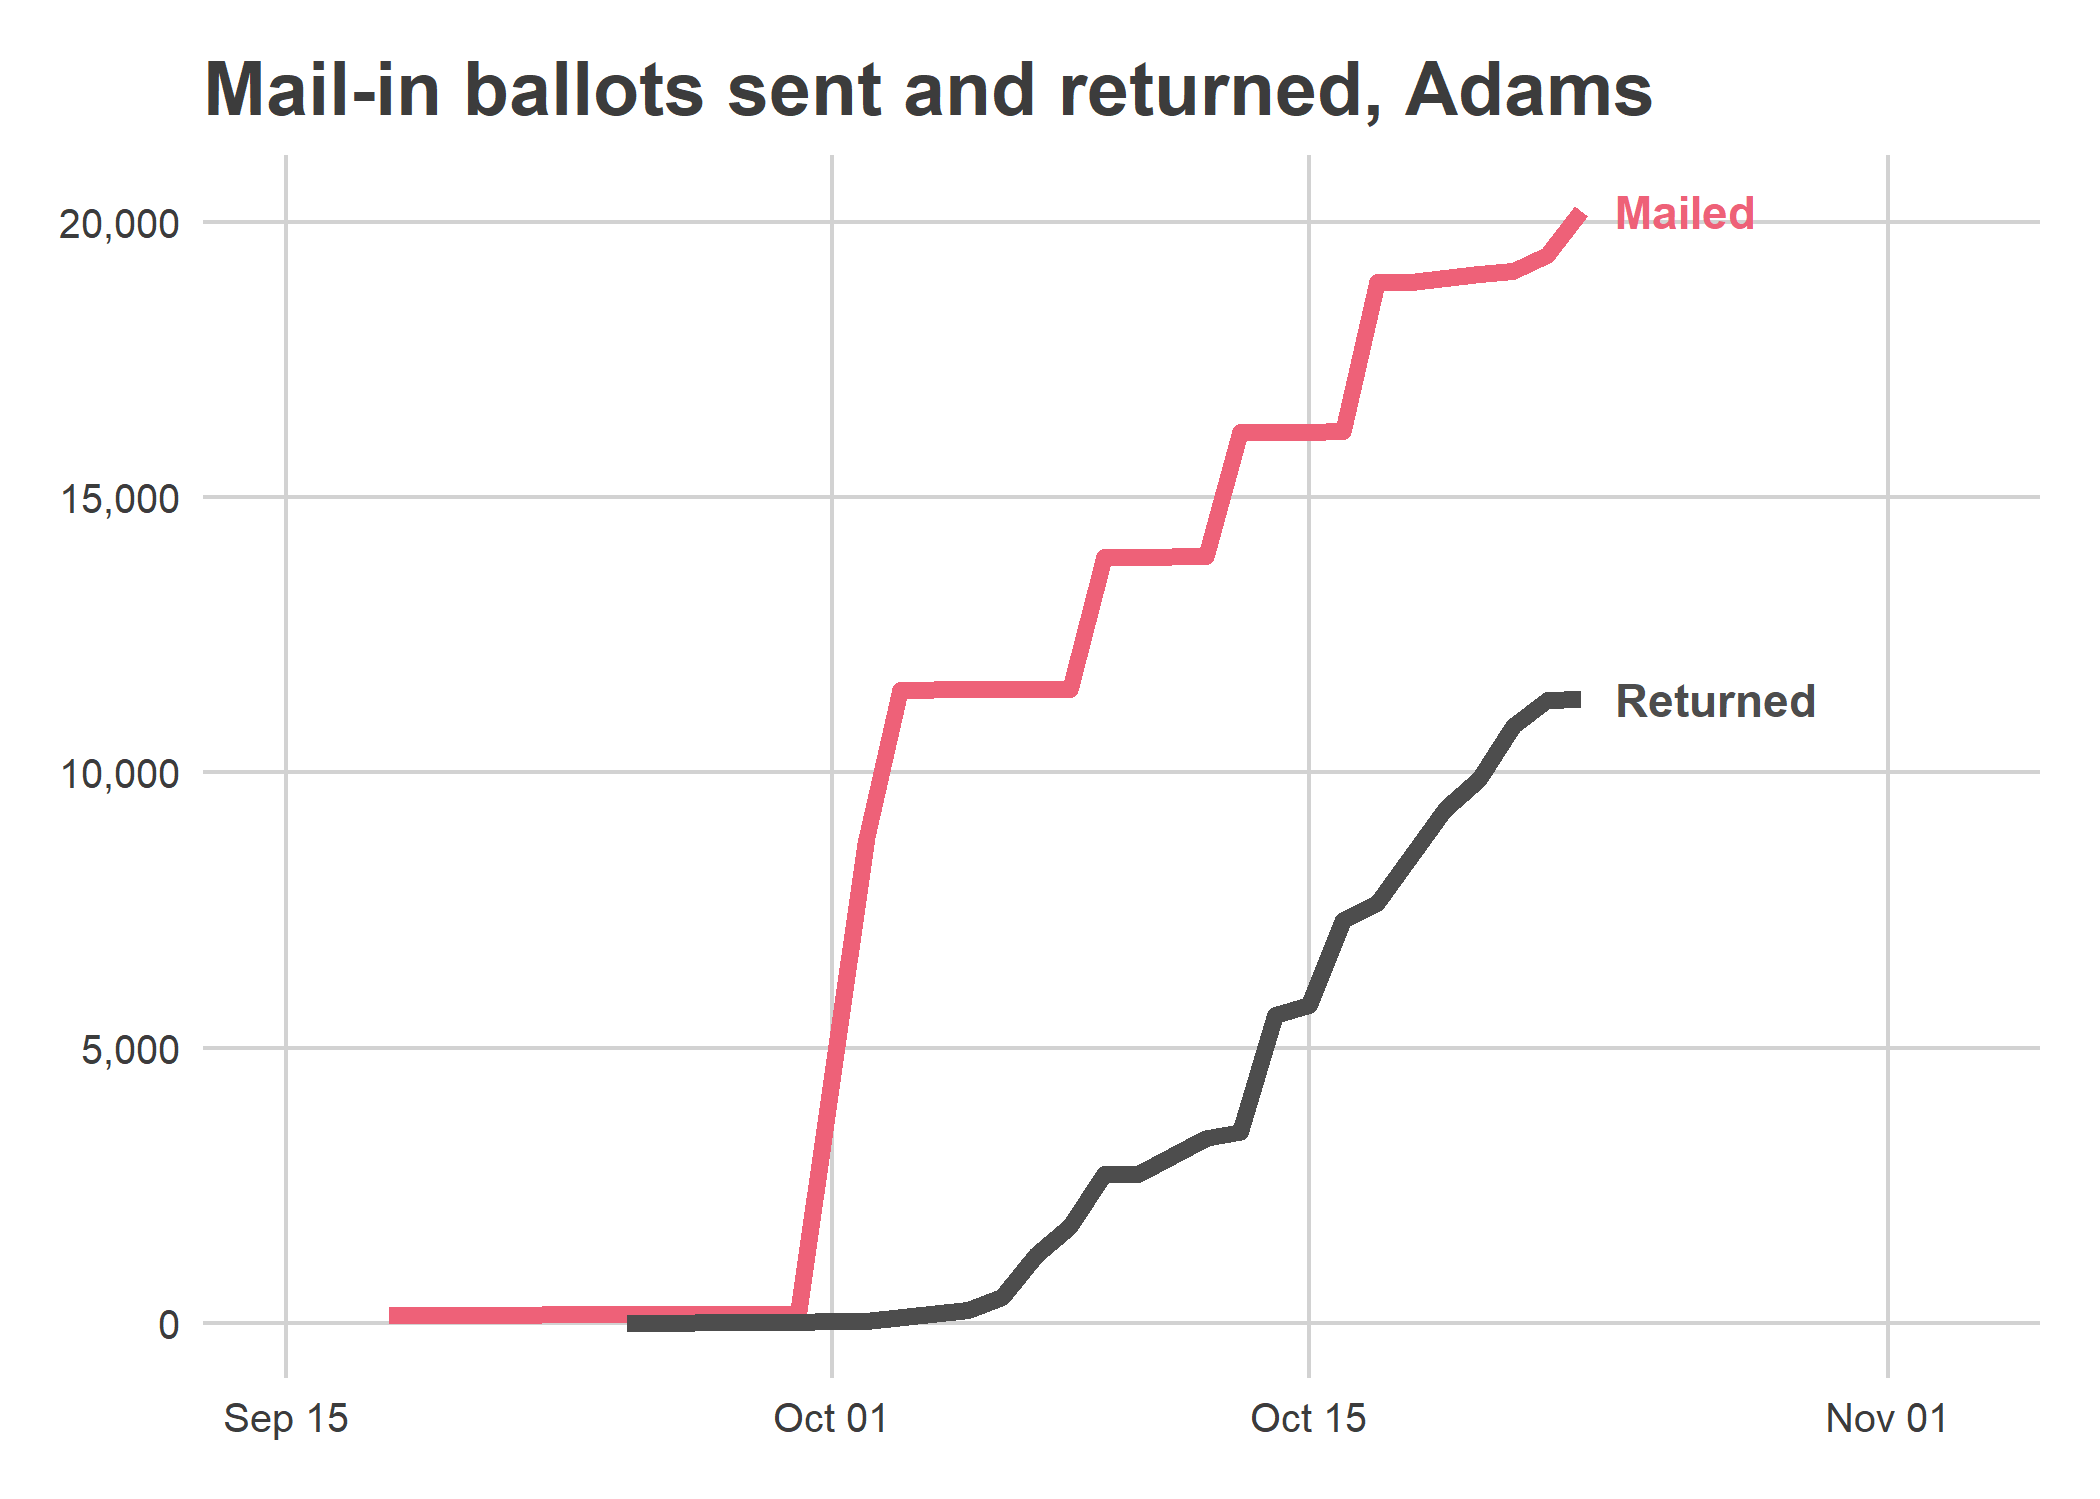 Mail-in ballots sent and returned, Adams
20,000
Mailed
15,000
Returned
10,000
5,000
0
Sep 15
Oct 01
Oct 15
Nov 01